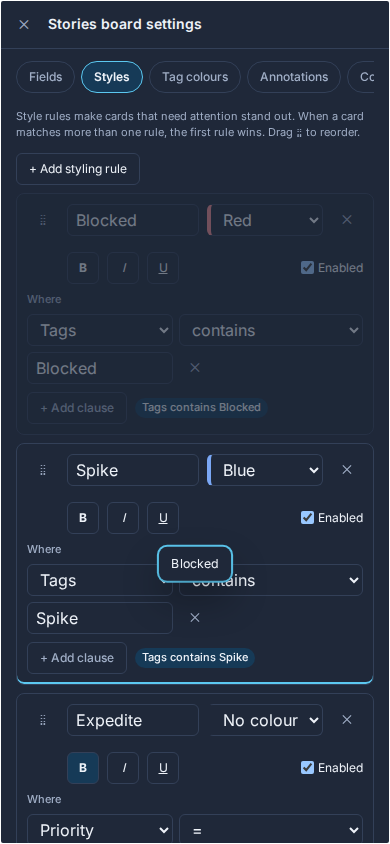 Stories board settings
Fields
Styles
Tag colours
Annotations
Co
Style rules make cards that need attention stand out. When a card
matches more than one rule, the first rule wins. Drag ⠿ to reorder.
+ Add styling rule
Blocked
Red
B
I
U
Enabled
Where
Tags
contains
Blocked
+ Add clause
Tags contains Blocked
Spike
Blue
B
I
U
Enabled
Where
Blocked
Tags
contains
Spike
+ Add clause
Tags contains Spike
Expedite
No colour
B
I
U
Enabled
Where
Priority
=